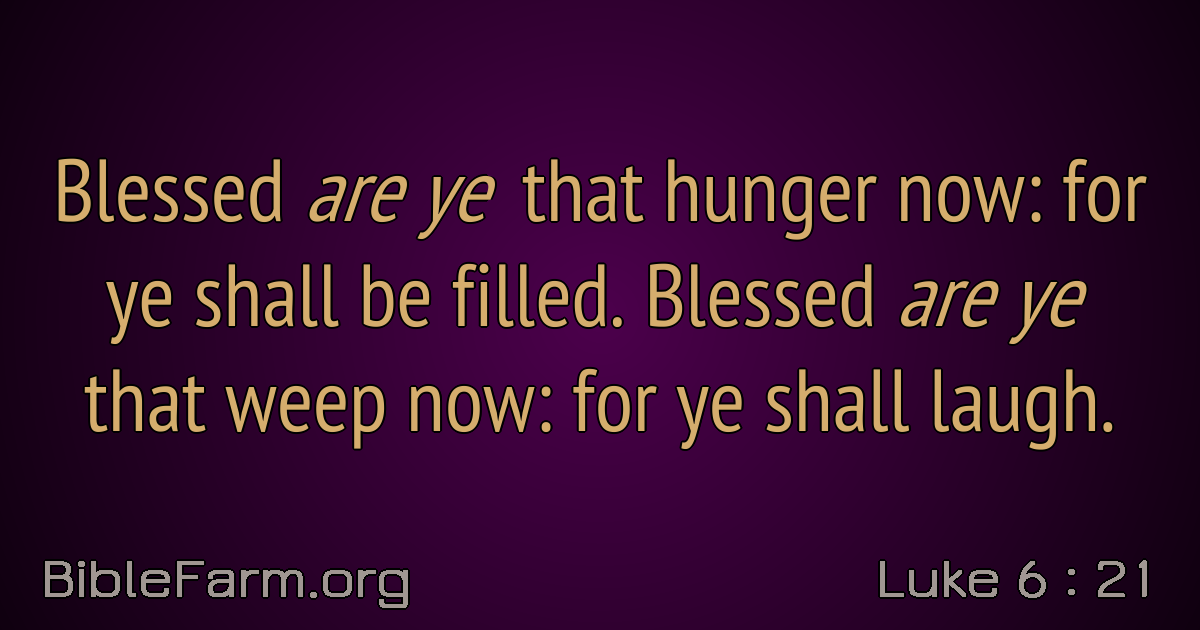 Blessed are ye that hunger now: for
ye shall be filled. Blessed are ye
that weep now: for ye shall laugh.
BibleFarm.org
Luke 6 : 21